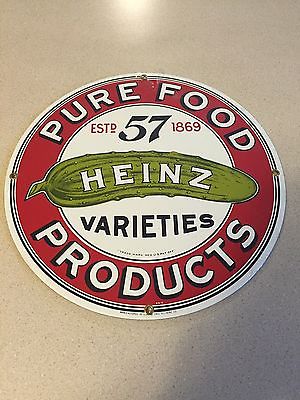 PURE FOOD
ESTD 57 1869
HEINZ
VARIETIES
PRODUCTS